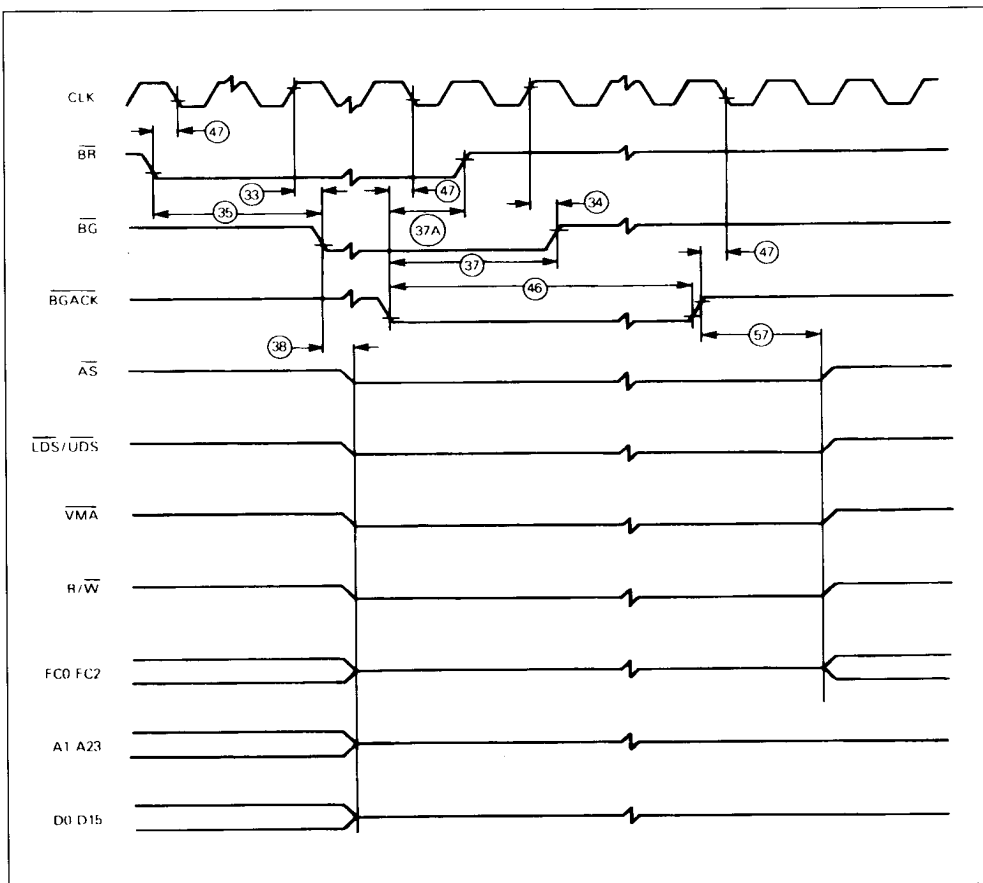 CLK
47
BR
33
47
35
34
BG
37A
37
47
46
BGACK
57
38
AS
LDS/UDS
VMA
R/W
FC0 FC2
A1 A23
D0 D15